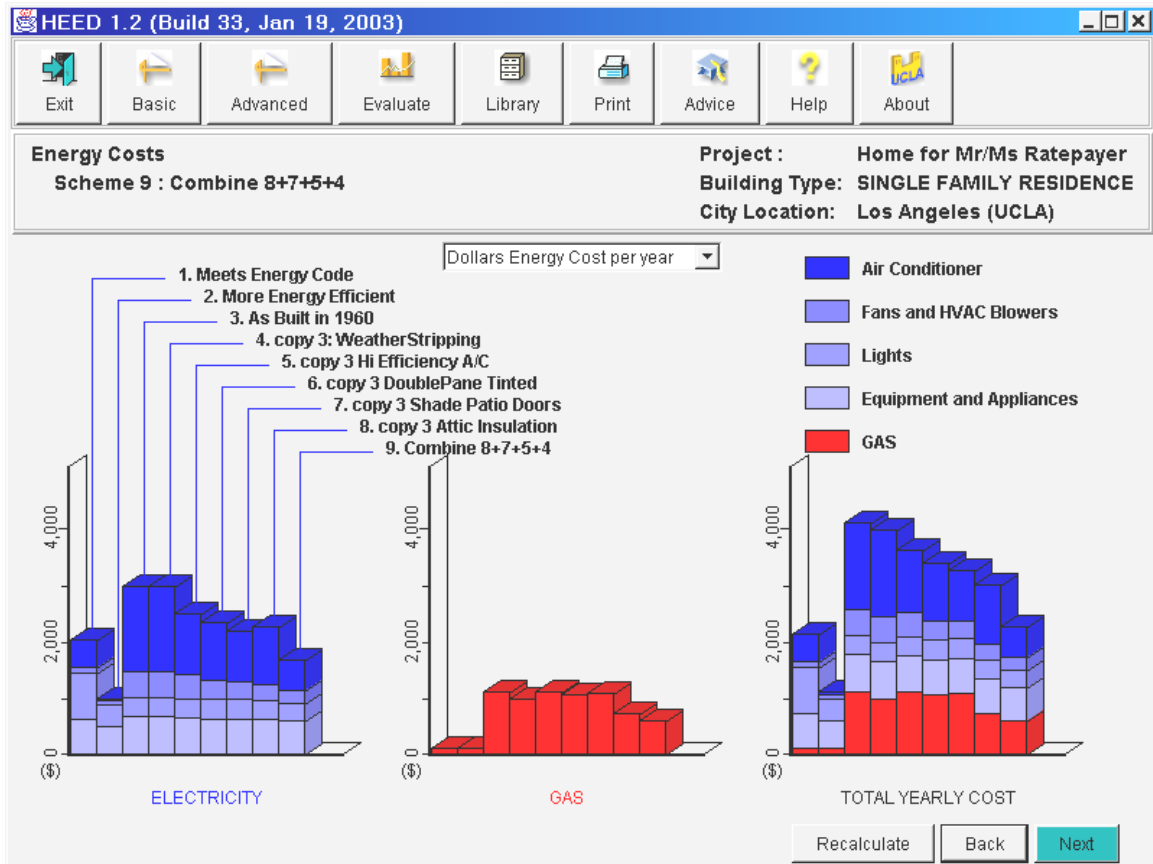 HEED 1.2 (Build 33, Jan 19, 2003)
Exit
Basic
Advanced
Evaluate
Library
Print
Advice
Help
UCLA
About
Energy Costs
Scheme 9 : Combine 8+7+5+4
Project : Home for Mr/Ms Ratepayer
Building Type: SINGLE FAMILY RESIDENCE
City Location: Los Angeles (UCLA)
Dollars Energy Cost per year
1. Meets Energy Code
2. More Energy Efficient
3. As Built in 1960
4. copy 3: WeatherStripping
5. copy 3 Hi Efficiency A/C
6. copy 3 DoublePane Tinted
7. copy 3 Shade Patio Doors
8. copy 3 Attic Insulation
9. Combine 8+7+5+4
Air Conditioner
Fans and HVAC Blowers
Lights
Equipment and Appliances
GAS
4,000
2,000
0
($)
ELECTRICITY
4,000
2,000
0
($)
GAS
4,000
2,000
0
($)
TOTAL YEARLY COST
Recalculate
Back
Next